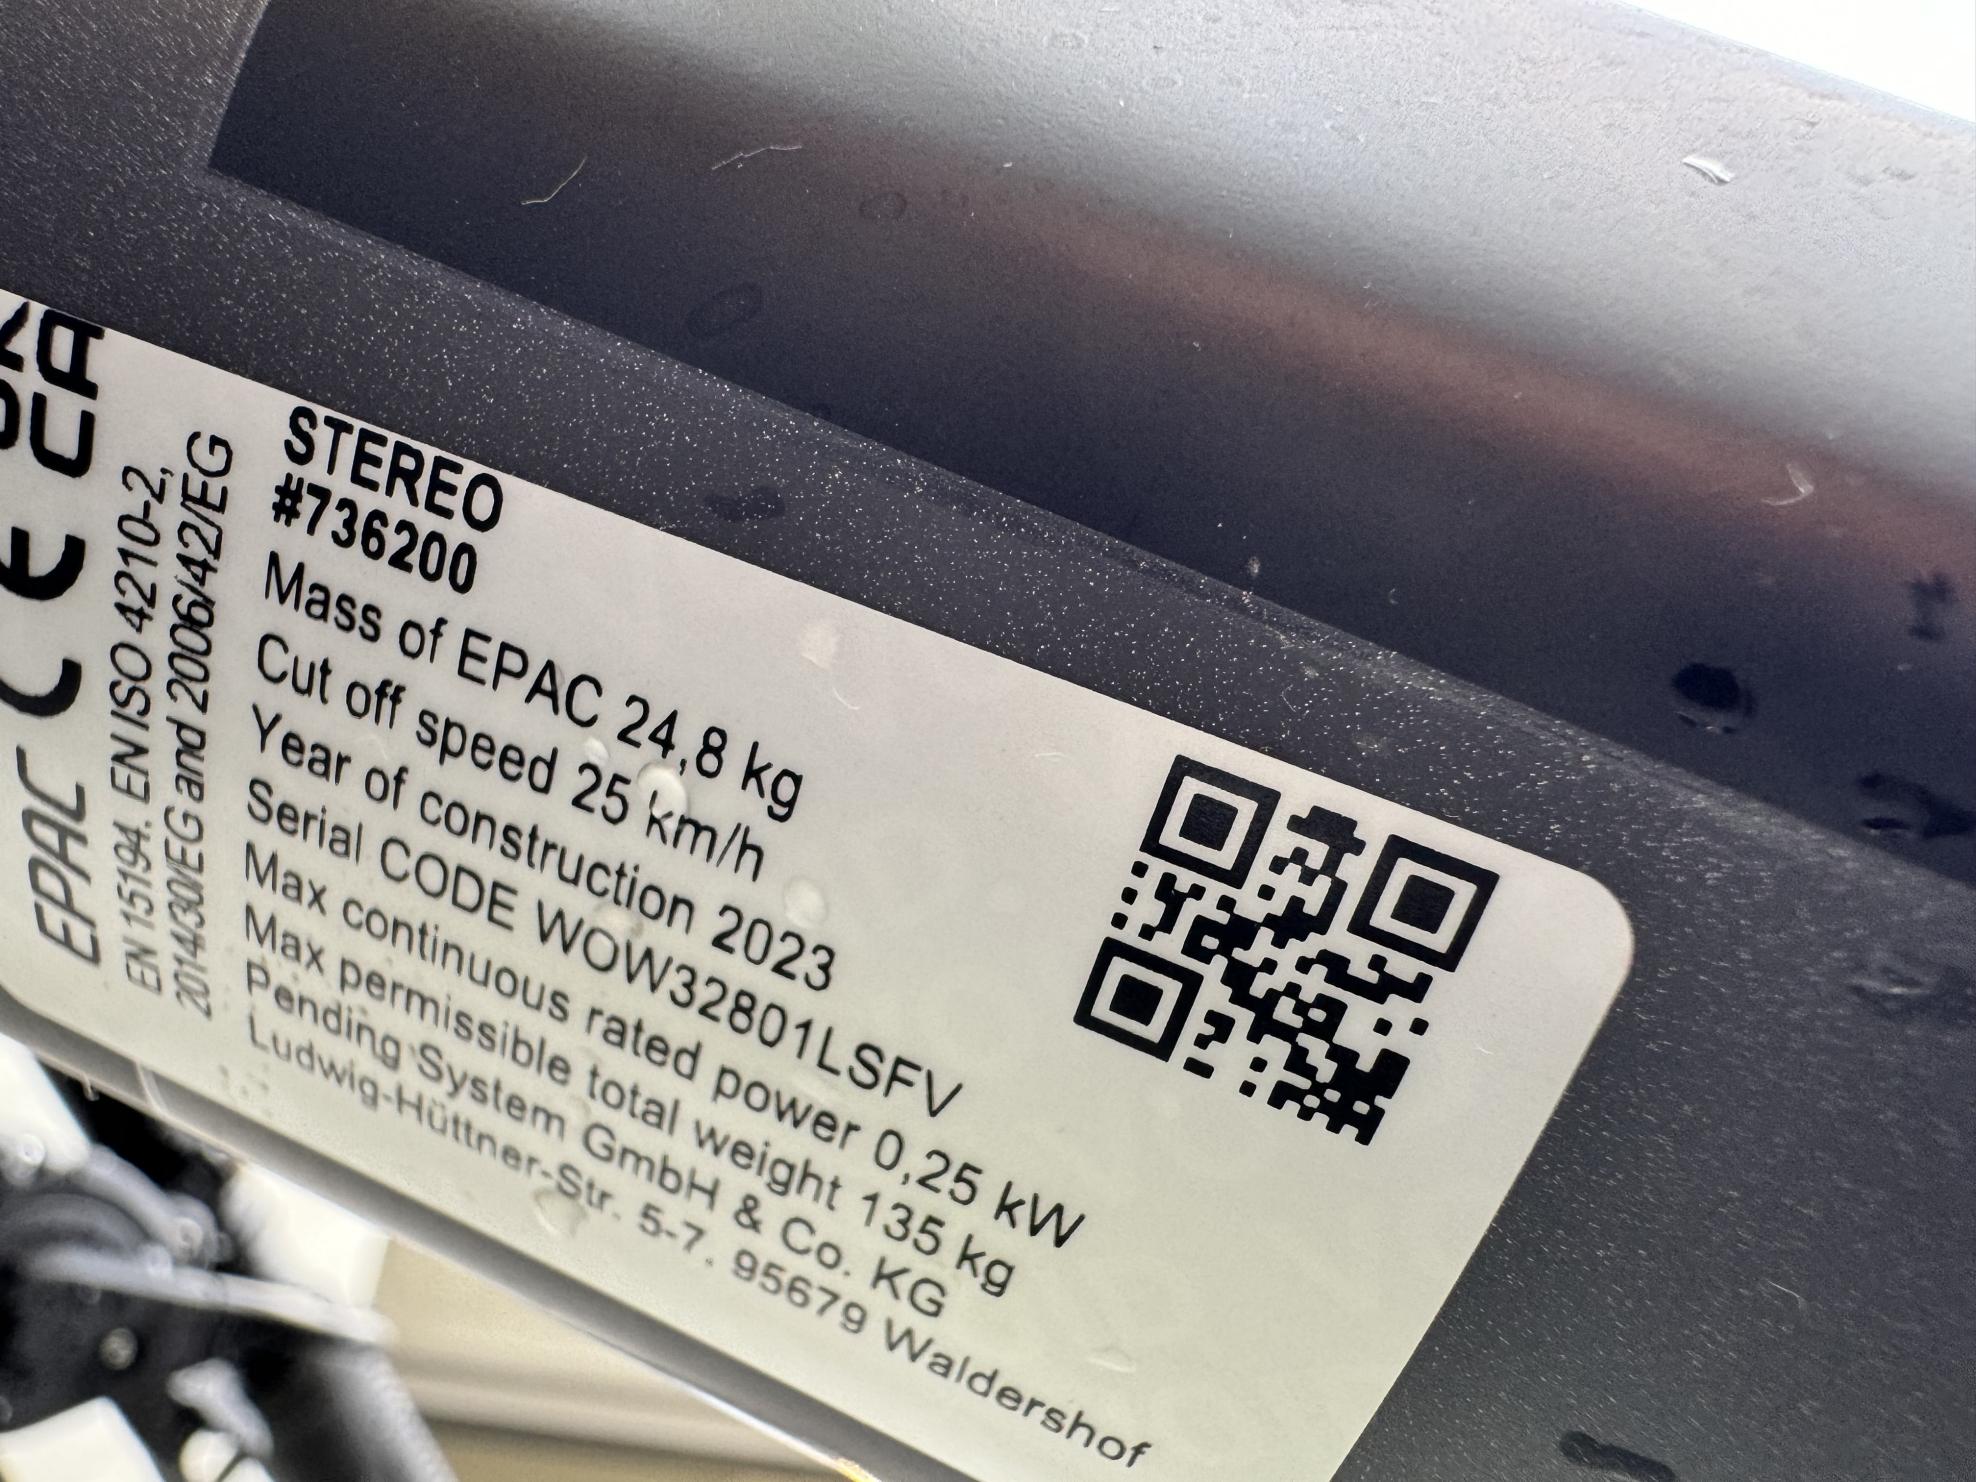 STEREO
#736200
Mass of EPAC 24,8 kg
Cut off speed 25 km/h
Year of construction 2023
Serial CODE WOW32801LSFV
Max continuous rated power 0,25 kW
Max permissible total weight 135 kg
Pending System GmbH & Co. KG
Ludwig-Hüttner-Str. 5-7. 95679 Waldershof
EPAC CE
EN 15194. EN ISO 4210-2,
2014/30/EG and 2006/42/EG